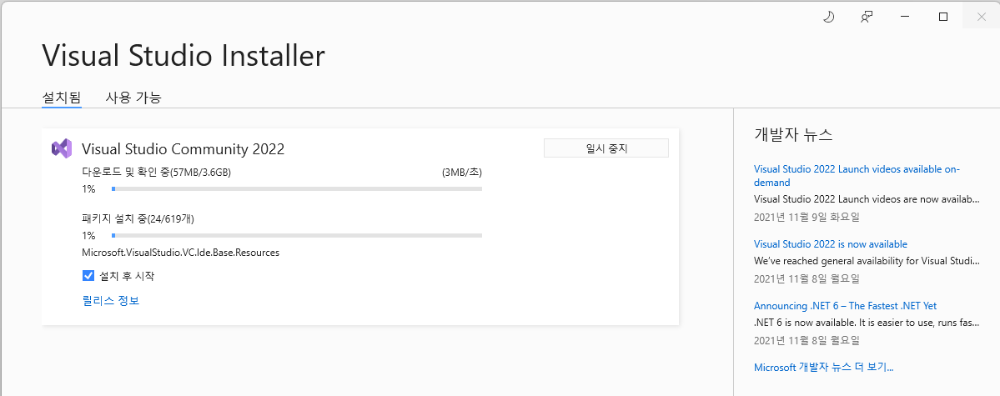 Visual Studio Installer
설치됨
사용 가능
Visual Studio Community 2022
일시 중지
다운로드 및 확인 중(57MB/3.6GB)
(3MB/초)
1%
패키지 설치 중(24/619개)
1%
Microsoft.VisualStudio.VC.Ide.Base.Resources
설치 후 시작
릴리스 정보
개발자 뉴스
Visual Studio 2022 Launch videos available on-
demand
Visual Studio 2022 Launch videos are now availab...
2021년 11월 9일 화요일
Visual Studio 2022 is now available
We've reached general availability for Visual Studi...
2021년 11월 8일 월요일
Announcing .NET 6 – The Fastest .NET Yet
.NET 6 is now available. It is easier to use, runs fas...
2021년 11월 8일 월요일
Microsoft 개발자 뉴스 더 보기...